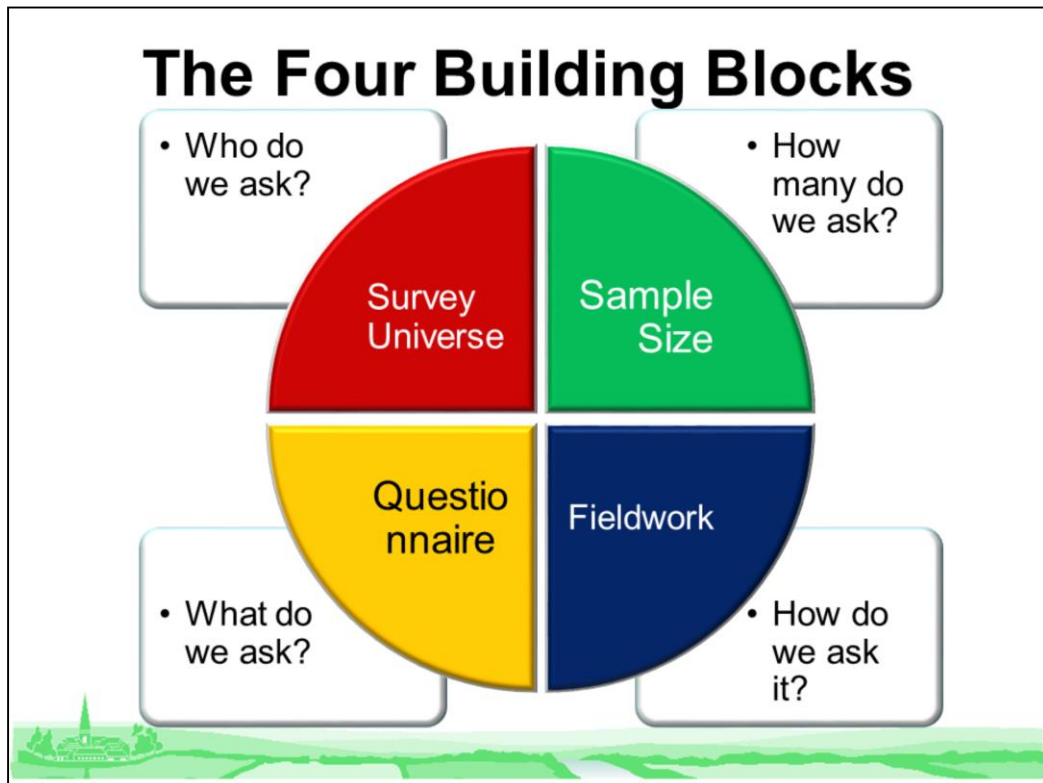 The Four Building Blocks
• Who do
we ask?
• How
many do
we ask?
Survey
Universe
Sample
Size
Questio
nnaire
Fieldwork
• What do
we ask?
• How do
we ask
it?